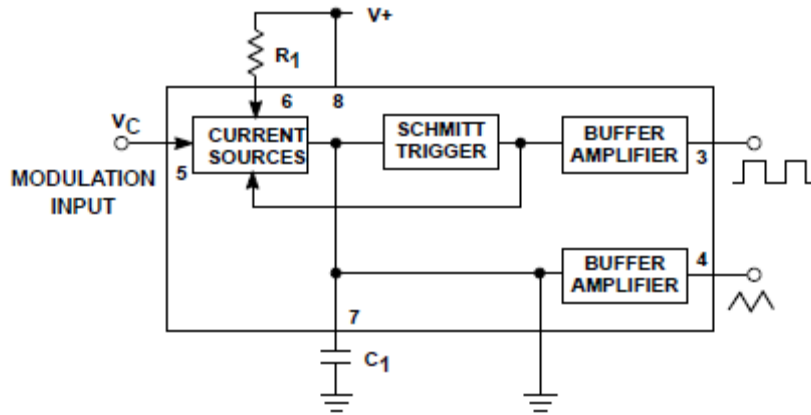 V+
R1
6
8
VC
5
CURRENT
SOURCES
SCHMITT
TRIGGER
BUFFER
AMPLIFIER
3
MODULATION
INPUT
BUFFER
AMPLIFIER
4
7
C1